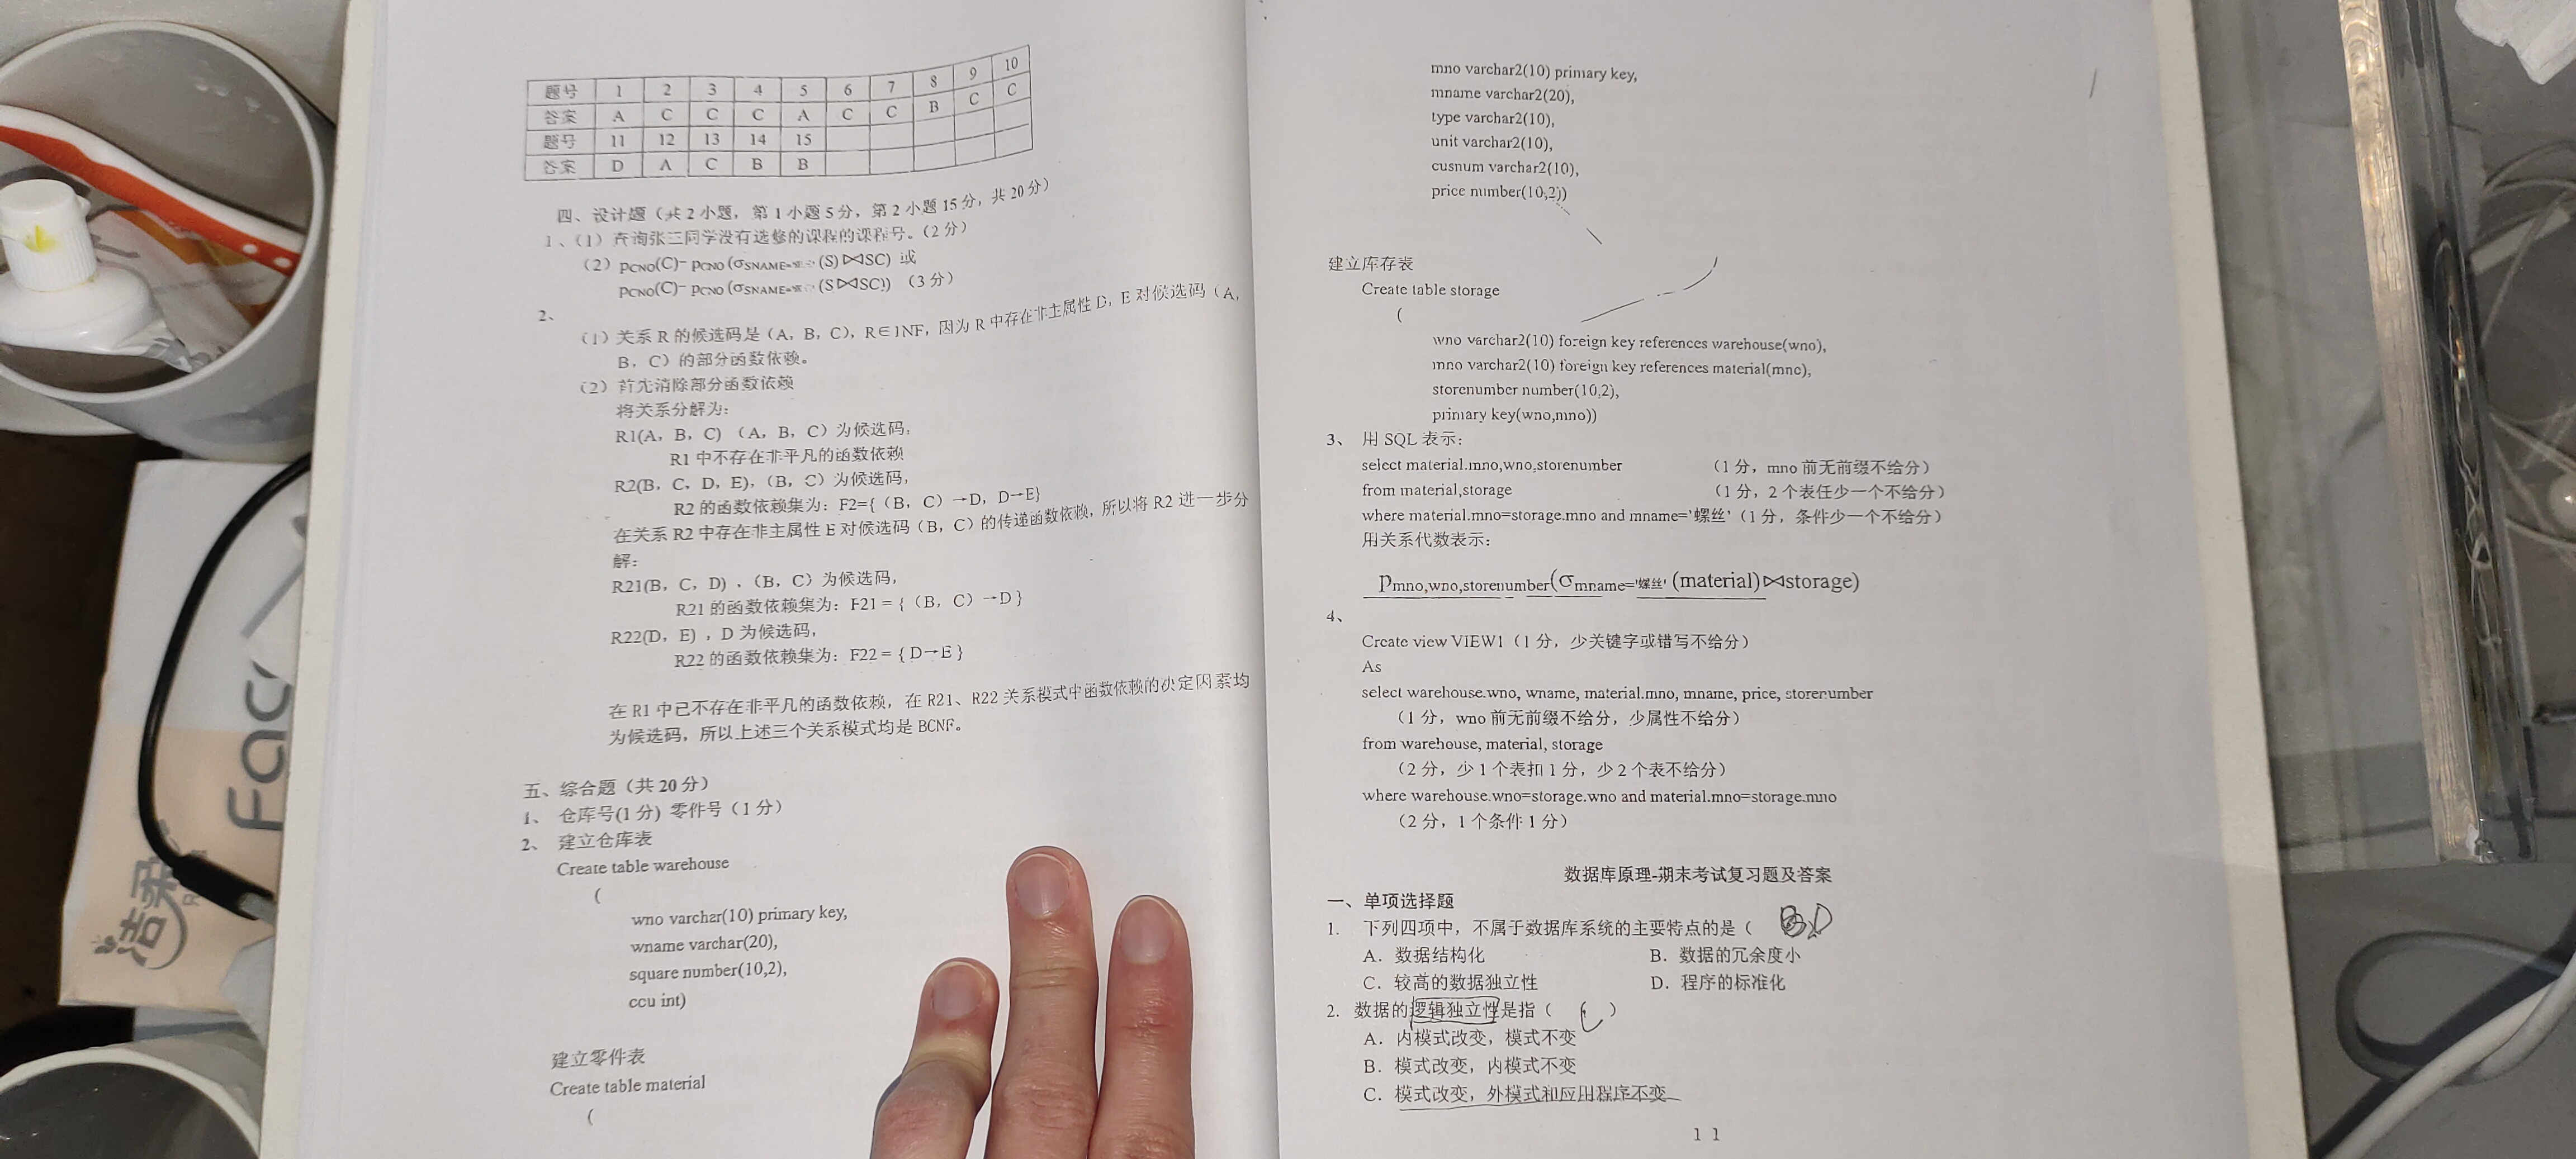 题号 1 2 3 4 5 6 7 8 9 10
答案 A C C C A C C B C C
题号 11 12 13 14 15
答案 D A C B B
四、设计题（共 2 小题，第 1 小题 5 分，第 2 小题 15 分，共 20 分）
1、（1）查询张三同学没有选修的课程的课程号。（2 分）
（2）pCNO(C)- pCNO (σSNAME= (S)⋈SC) 或
pCNO(C)- pCNO (σSNAME= (S⋈SC)) （3 分）
2、
（1）关系 R 的候选码是（A，B，C），R∈1NF，因为 R 中存在非主属性 D，E 对候选码（A，
B，C）的部分函数依赖。
（2）首先消除部分函数依赖
将关系分解为：
R1(A，B，C) （A，B，C）为候选码，
R1 中不存在非平凡的函数依赖
R2(B，C，D，E)，（B，C）为候选码，
R2 的函数依赖集为：F2={（B，C）→D，D→E}
在关系 R2 中存在非主属性 E 对候选码（B，C）的传递函数依赖，所以将 R2 进一步分
解：
R21(B，C，D) ，（B，C）为候选码，
R21 的函数依赖集为：F21 = {（B，C）→D }
R22(D，E) ，D 为候选码，
R22 的函数依赖集为：F22 = { D→E }
在 R1 中已不存在非平凡的函数依赖，在 R21、R22 关系模式中函数依赖的决定因素均
为候选码，所以上述三个关系模式均是 BCNF。
五、综合题（共 20 分）
1、 仓库号(1 分) 零件号（1 分）
2、 建立仓库表
Create table warehouse
(
wno varchar(10) primary key,
wname varchar(20),
square number(10,2),
ccu int)
建立零件表
Create table material
(
mno varchar2(10) primary key,
mname varchar2(20),
type varchar2(10),
unit varchar2(10),
cusnum varchar2(10),
price number(10,2))
建立库存表
Create table storage
(
wno varchar2(10) foreign key references warehouse(wno),
mno varchar2(10) foreign key references material(mno),
storenumber number(10,2),
primary key(wno,mno))
3、 用 SQL 表示：
select material.mno,wno,storenumber （1 分，mno 前无前缀不给分）
from material,storage （1 分，2 个表任少一个不给分）
where material.mno=storage.mno and mname='螺丝'（1 分，条件少一个不给分）
用关系代数表示：
pmno,wno,storenumber(σmname='螺丝' (material)⋈storage)
4、
Create view VIEW1（1 分，少关键字或错写不给分）
As
select warehouse.wno, wname, material.mno, mname, price, storenumber
（1 分，wno 前无前缀不给分，少属性不给分）
from warehouse, material, storage
（2 分，少 1 个表扣 1 分，少 2 个表不给分）
where warehouse.wno=storage.wno and material.mno=storage.mno
（2 分，1 个条件 1 分）
数据库原理-期末考试复习题及答案
一、单项选择题
1. 下列四项中，不属于数据库系统的主要特点的是（ D
A．数据结构化 B．数据的冗余度小
C．较高的数据独立性 D．程序的标准化
2. 数据的逻辑独立性是指（ C ）
A．内模式改变，模式不变
B．模式改变，内模式不变
C．模式改变，外模式和应用程序不变
1 1
Fac
洁柔